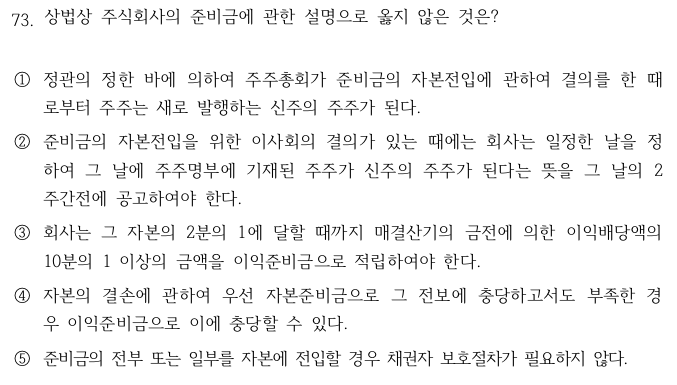 73. 상법상 주식회사의 준비금에 관한 설명으로 옳지 않은 것은?
① 정관의 정한 바에 의하여 주주총회가 준비금의 자본전입에 관하여 결의를 한 때
로부터 주주는 새로 발행하는 신주의 주주가 된다.
② 준비금의 자본전입을 위한 이사회의 결의가 있는 때에는 회사는 일정한 날을 정
하여 그 날에 주주명부에 기재된 주주가 신주의 주주가 된다는 뜻을 그 날의 2
주간전에 공고하여야 한다.
③ 회사는 그 자본의 2분의 1에 달할 때까지 매결산기의 금전에 의한 이익배당액의
10분의 1 이상의 금액을 이익준비금으로 적립하여야 한다.
④ 자본의 결손에 관하여 우선 자본준비금으로 그 전보에 충당하고서도 부족한 경
우 이익준비금으로 이에 충당할 수 있다.
⑤ 준비금의 전부 또는 일부를 자본에 전입할 경우 채권자 보호절차가 필요하지 않다.